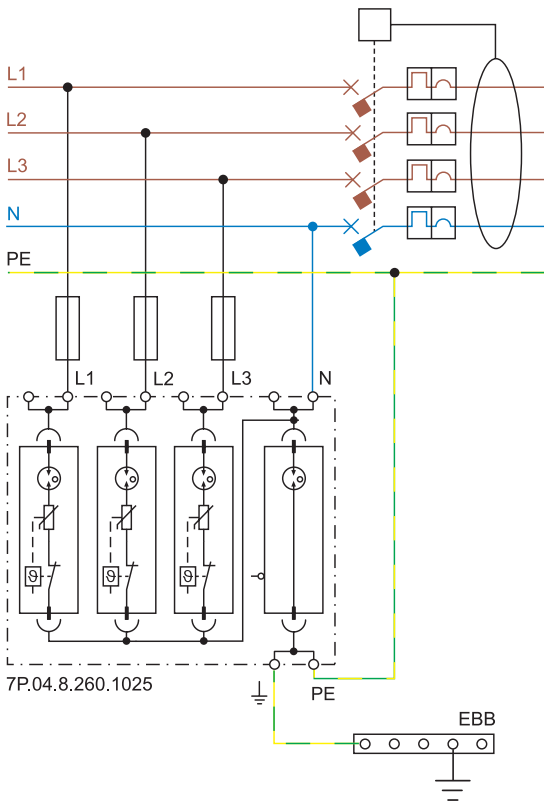 L1
L2
L3
N
PE
L1 L2 L3 N
ϑ ϑ ϑ
7P.04.8.260.1025
PE
EBB